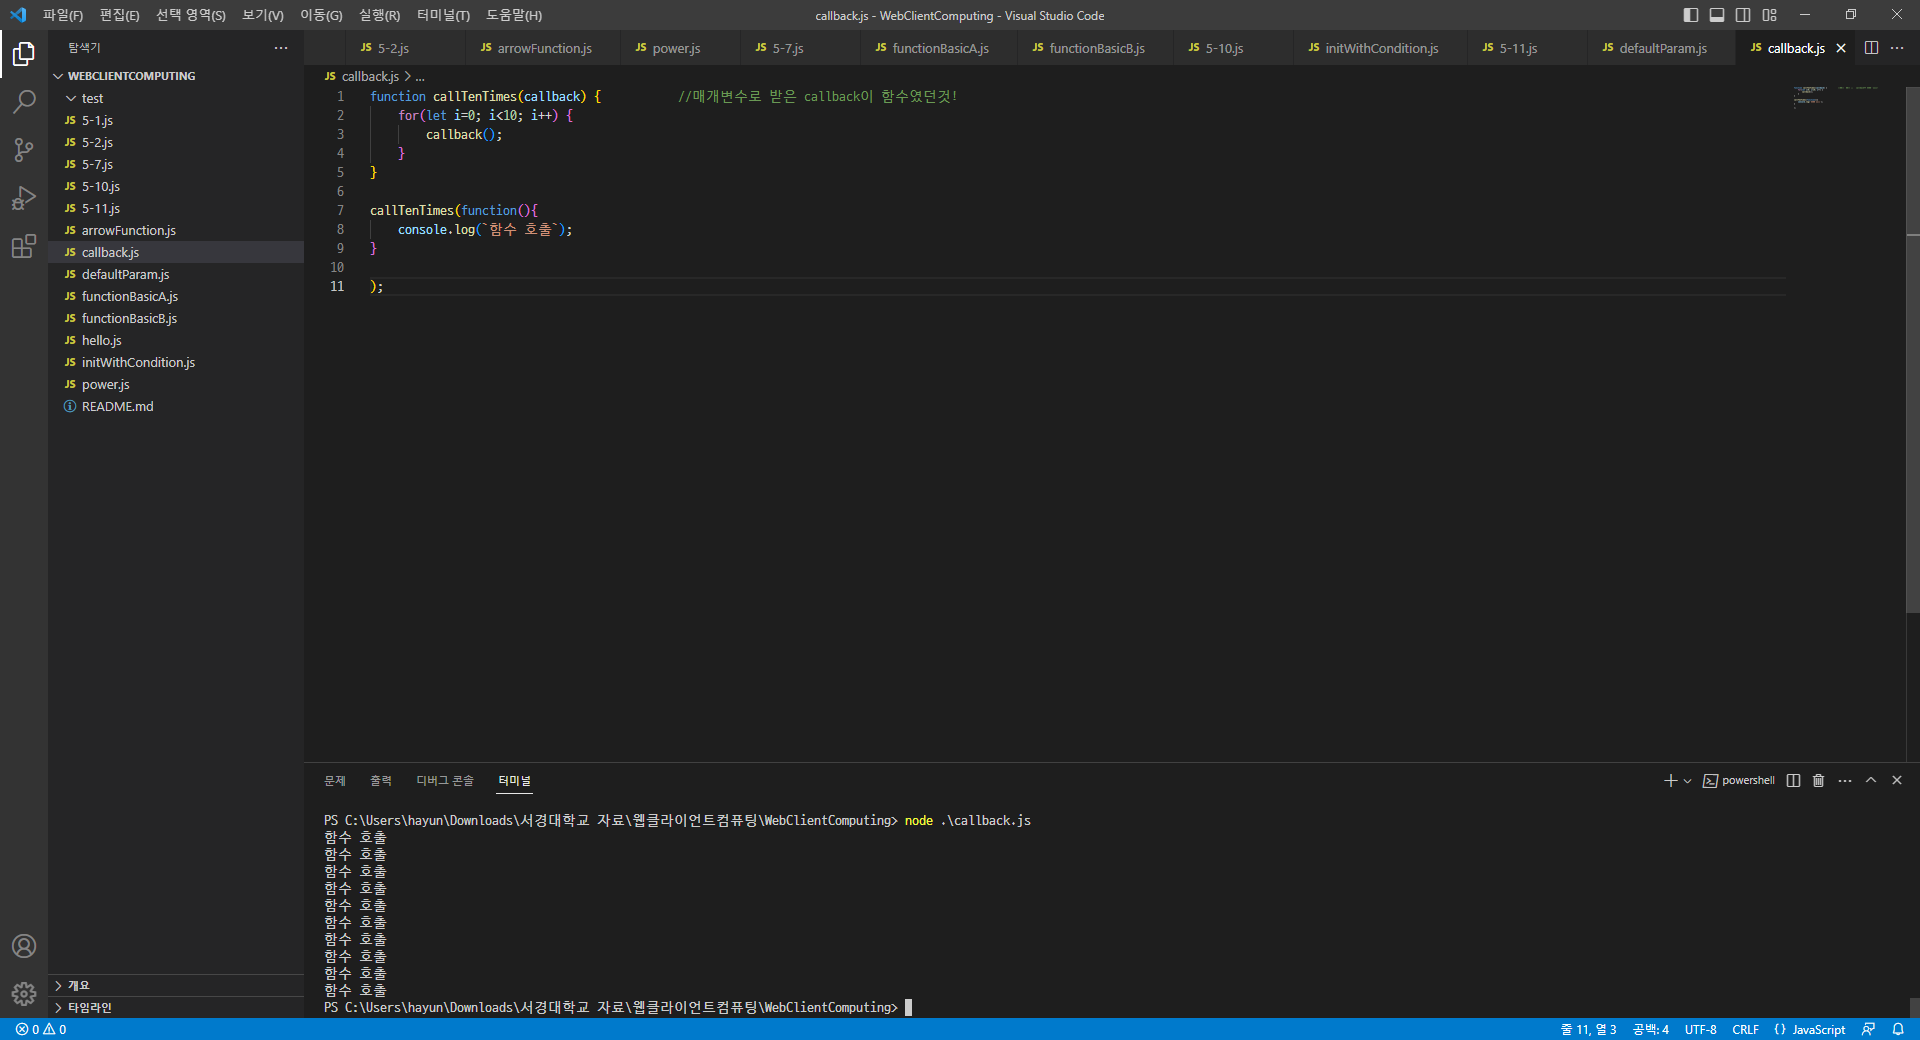 파일(F) 편집(E) 선택 영역(S) 보기(V) 이동(G) 실행(R) 터미널(T) 도움말(H) callback.js - WebClientComputing - Visual Studio Code
탐색기
JS 5-2.js JS arrowFunction.js JS power.js JS 5-7.js JS functionBasicA.js JS functionBasicB.js JS 5-10.js JS initWithCondition.js JS 5-11.js JS defaultParam.js JS callback.js
WEBCLIENTCOMPUTING
test
JS 5-1.js
JS 5-2.js
JS 5-7.js
JS 5-10.js
JS 5-11.js
JS arrowFunction.js
JS callback.js
JS defaultParam.js
JS functionBasicA.js
JS functionBasicB.js
JS hello.js
JS initWithCondition.js
JS power.js
README.md
개요
타임라인
JS callback.js > ...
1 function callTenTimes(callback) { //매개변수로 받은 callback이 함수였던것!
2 for(let i=0; i<10; i++) {
3 callback();
4 }
5 }
6
7 callTenTimes(function(){
8 console.log(`함수 호출`);
9 }
10
11 );
문제 출력 디버그 콘솔 터미널 powershell
PS C:\Users\hayun\Downloads\서경대학교 자료\웹클라이언트컴퓨팅\WebClientComputing> node .\callback.js
함수 호출
함수 호출
함수 호출
함수 호출
함수 호출
함수 호출
함수 호출
함수 호출
함수 호출
함수 호출
PS C:\Users\hayun\Downloads\서경대학교 자료\웹클라이언트컴퓨팅\WebClientComputing>
0 0 줄 11, 열 3 공백: 4 UTF-8 CRLF {} JavaScript